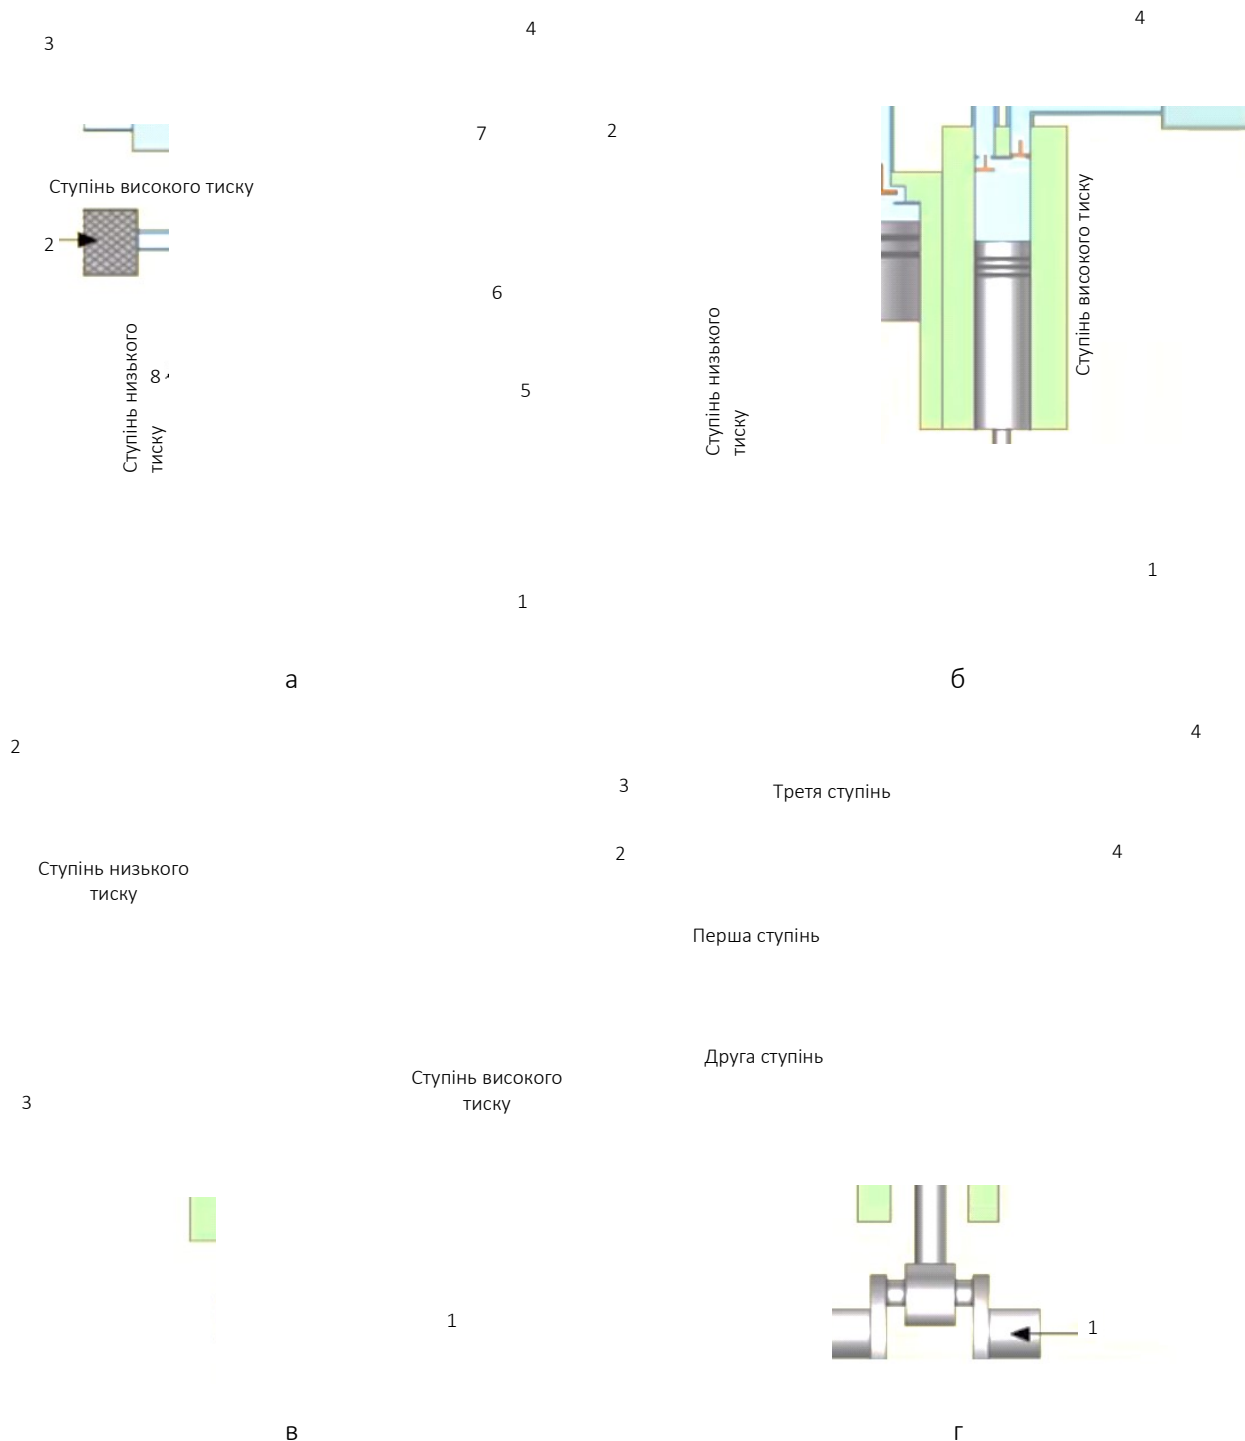 3
4
4
7
2
Ступінь високого тиску
2
6
Ступінь низького
тиску
8
5
Ступінь низького
тиску
Ступінь високого тиску
1
1
а
б
2
4
3
Третя ступінь
2
4
Ступінь низького
тиску
Перша ступінь
Друга ступінь
Ступінь високого
тиску
3
1
1
в
г